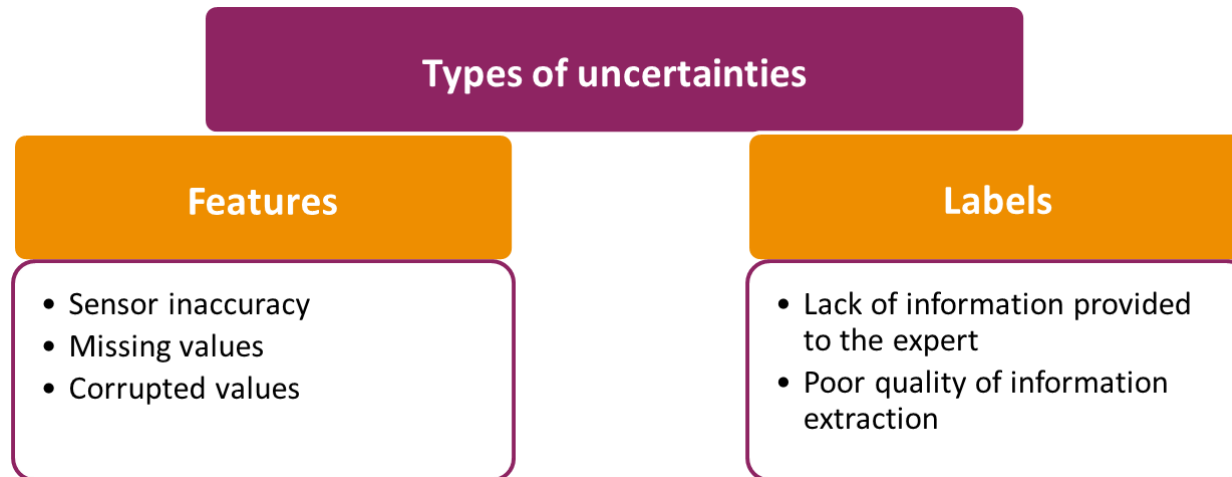 Types of uncertainties
Features
• Sensor inaccuracy
• Missing values
• Corrupted values
Labels
• Lack of information provided
to the expert
• Poor quality of information
extraction